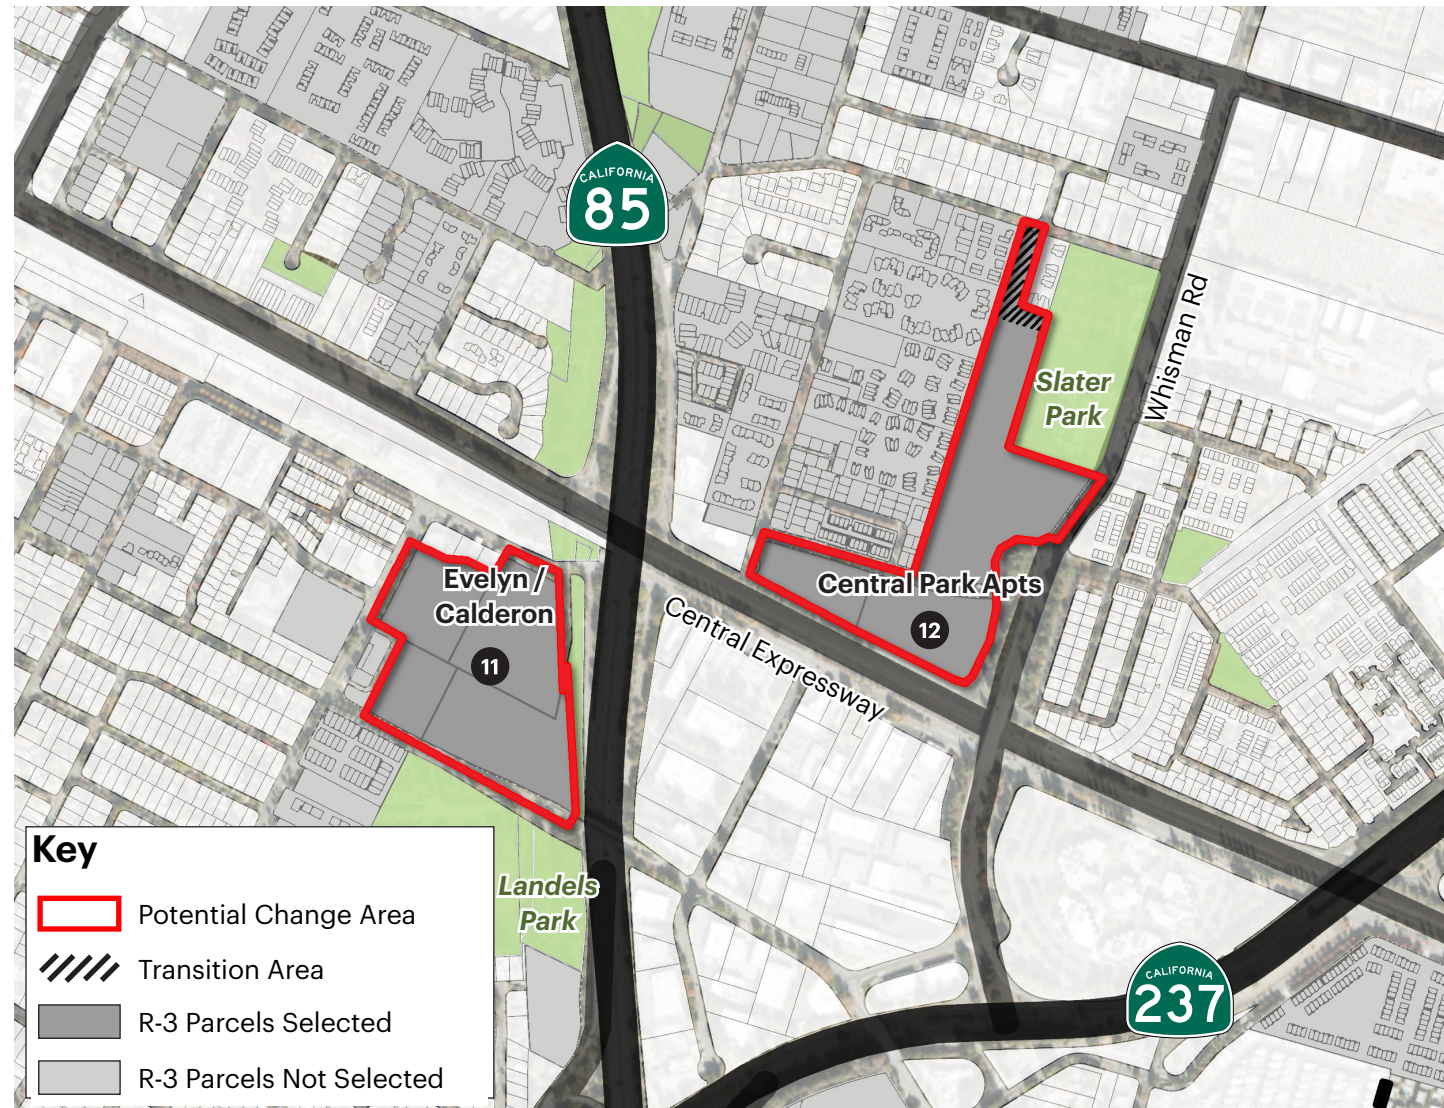 CALIFORNIA
85
Whisman Rd
Slater
Park
Evelyn /
Calderon
11
Central Park Apts
12
Central Expressway
Landels
Park
CALIFORNIA
237
Key
Potential Change Area
Transition Area
R-3 Parcels Selected
R-3 Parcels Not Selected